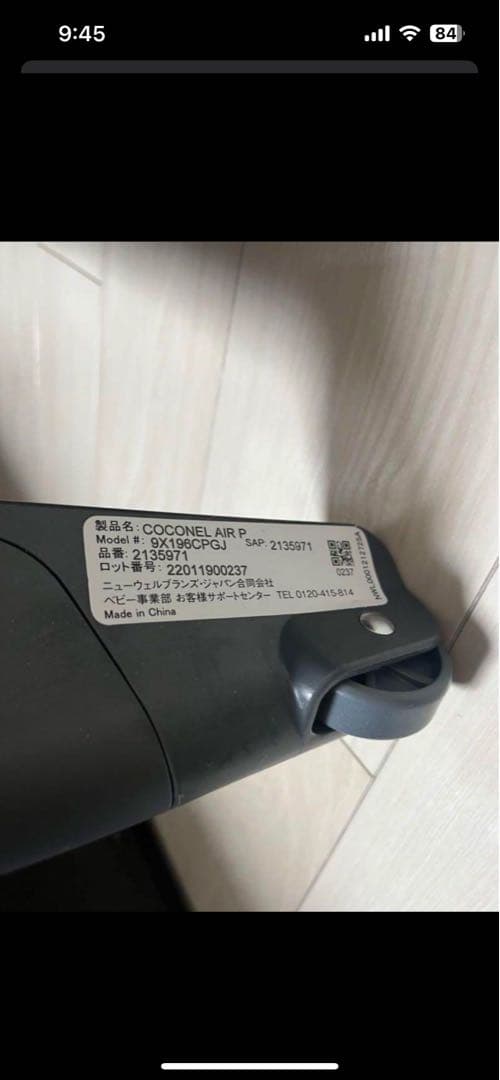 9:45
84
製品名: COCONEL AIR P
Model #: 9X196CPGJ SAP: 2135971
品番: 2135971
ロット番号: 22011900237
ニューウェルブランズ・ジャパン合同会社
ベビー事業部 お客様サポートセンター TEL 0120-415-814
Made in China
0237
NWL0001212725A